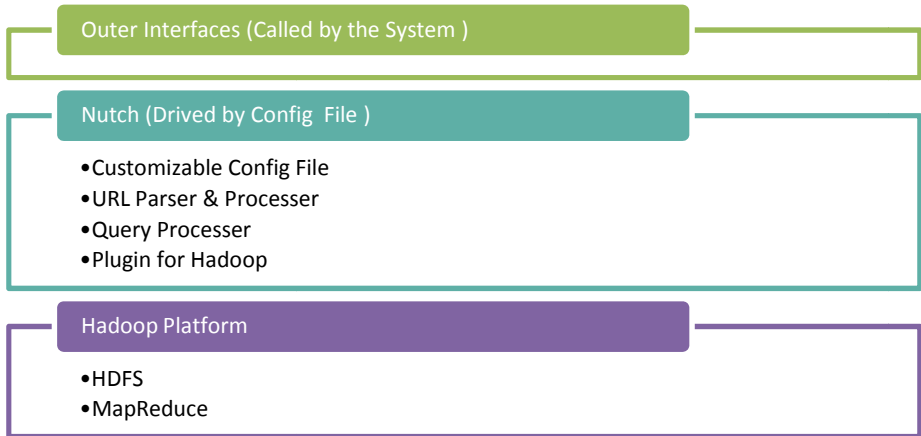 Outer Interfaces (Called by the System )
Nutch (Drived by Config File )
•Customizable Config File
•URL Parser & Processer
•Query Processer
•Plugin for Hadoop
Hadoop Platform
•HDFS
•MapReduce